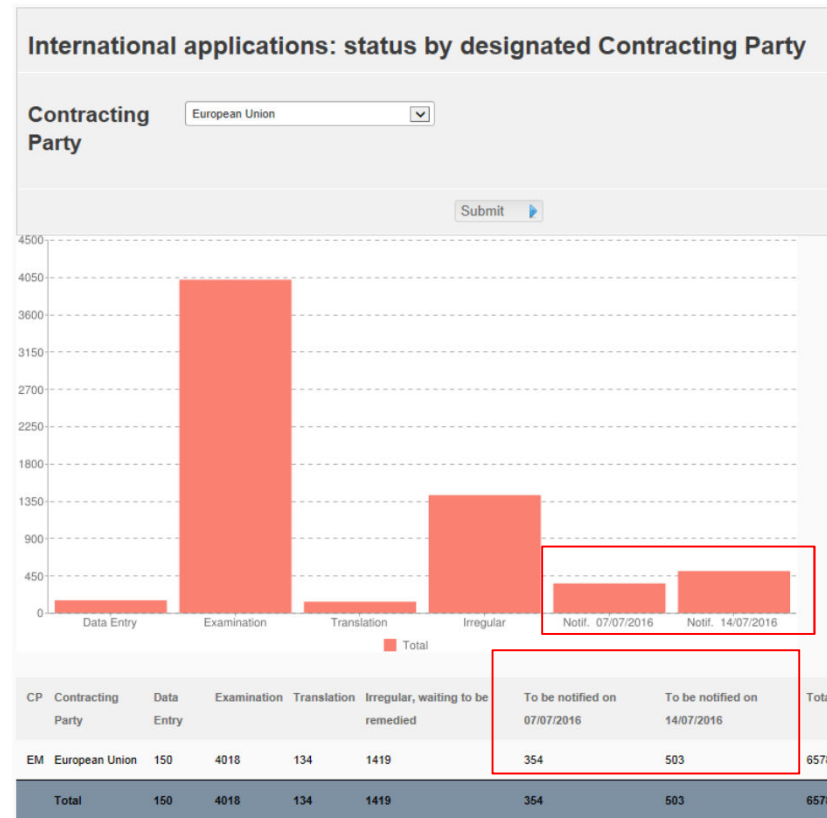 International applications: status by designated Contracting Party
Contracting Party
European Union
Submit
4500
4050
3600
3150
2700
2250
1800
1350
900
450
0
Data Entry Examination Translation Irregular Notif. 07/07/2016 Notif. 14/07/2016
Total
CP Contracting Party Data Entry Examination Translation Irregular, waiting to be remedied To be notified on 07/07/2016 To be notified on 14/07/2016
EM European Union 150 4018 134 1419 354 503
Total 150 4018 134 1419 354 503